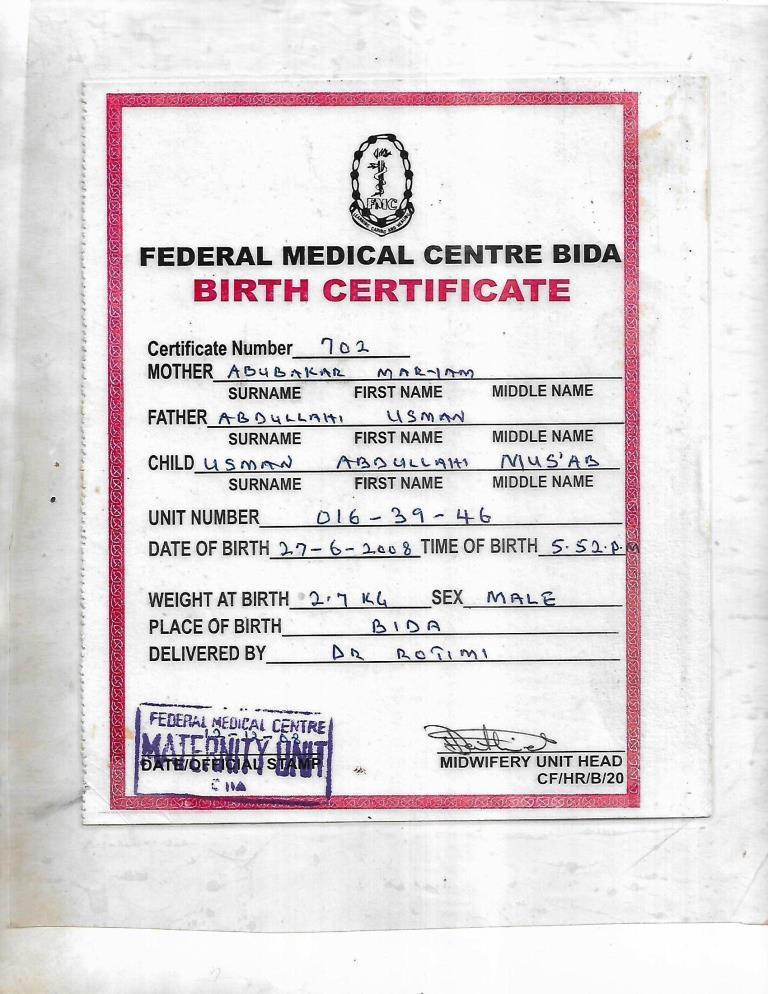 FMC
FEDERAL MEDICAL CENTRE BIDA
BIRTH CERTIFICATE
Certificate Number 702
MOTHER ABUBAKAR MARYAM
SURNAME FIRST NAME MIDDLE NAME
FATHER ABDULLAHI USMAN
SURNAME FIRST NAME MIDDLE NAME
CHILD USMAN ABDULLAHI MUS'AB
SURNAME FIRST NAME MIDDLE NAME
UNIT NUMBER 016-39-46
DATE OF BIRTH 27-6-2008 TIME OF BIRTH 5.52.P.M
WEIGHT AT BIRTH 2.7 KG SEX MALE
PLACE OF BIRTH BIDA
DELIVERED BY DR ROTIMI
FEDERAL MEDICAL CENTRE
MATERNITY UNIT
DATE/OFFICIAL STAMP
MIDWIFERY UNIT HEAD
CF/HR/B/20